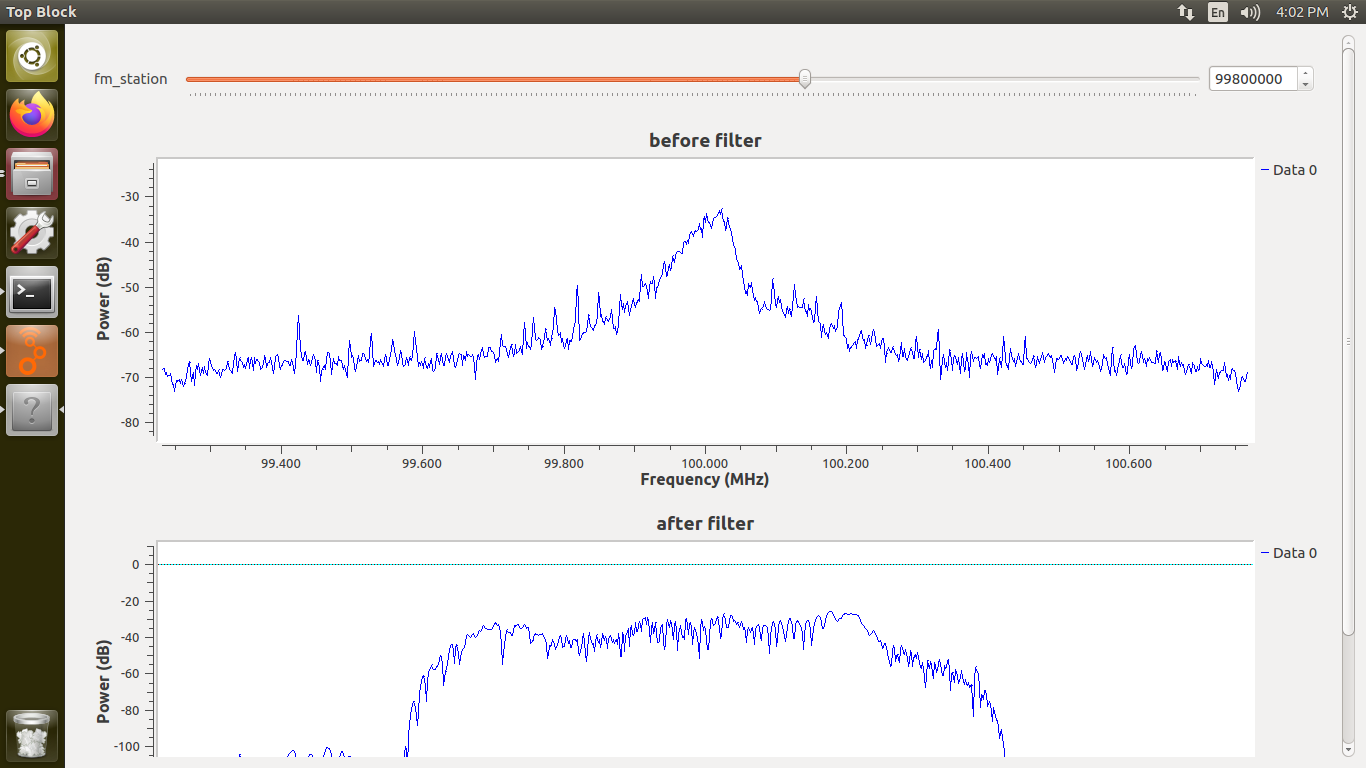 Top Block
En
4:02 PM
fm_station
99800000
before filter
Data 0
Power (dB)
-30
-40
-50
-60
-70
-80
99.400 99.600 99.800 100.000 100.200 100.400 100.600
Frequency (MHz)
after filter
Data 0
Power (dB)
0
-20
-40
-60
-80
-100